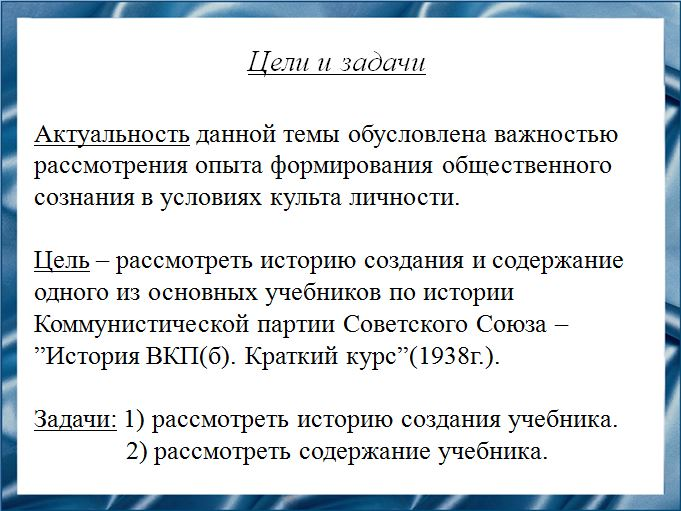 Цели и задачи
Актуальность данной темы обусловлена важностью
рассмотрения опыта формирования общественного
сознания в условиях культа личности.
Цель – рассмотреть историю создания и содержание
одного из основных учебников по истории
Коммунистической партии Советского Союза –
”История ВКП(б). Краткий курс”(1938г.).
Задачи: 1) рассмотреть историю создания учебника.
2) рассмотреть содержание учебника.